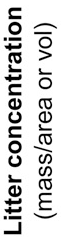 Litter concentration
(mass/area or vol)